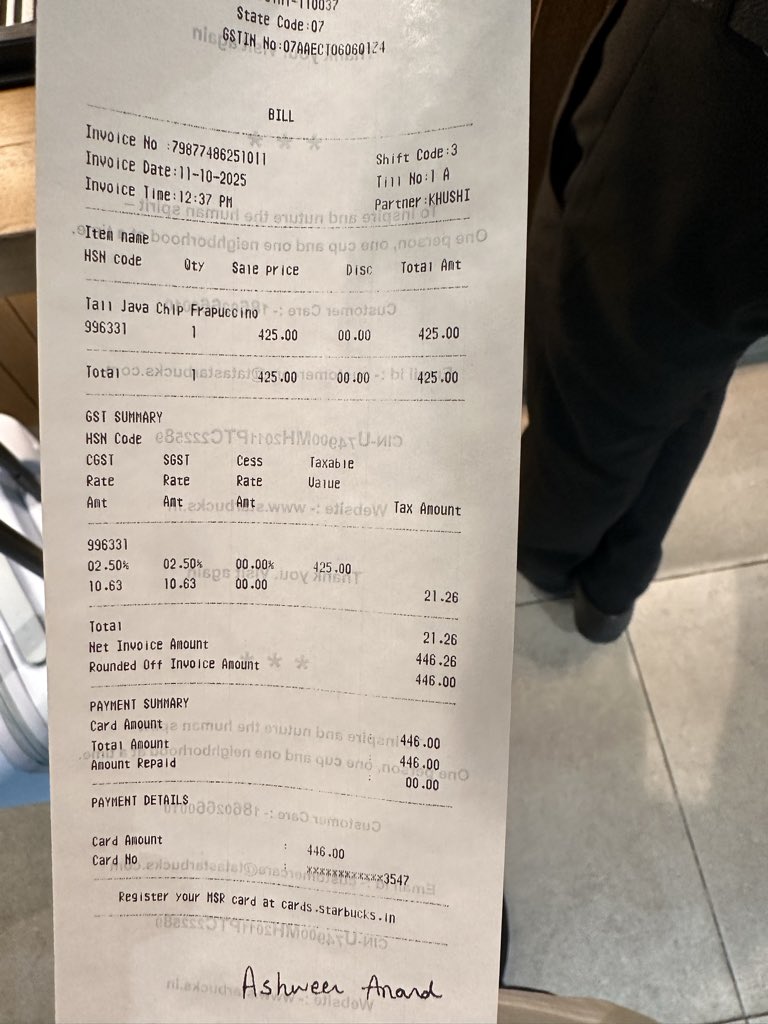 110037
State Code:07
GSTIN No:07AAECT0606Q1Z4
BILL
Invoice No :79877486251011
Shift Code:3
Invoice Date:11-10-2025
Till No:1 A
Invoice Time:12:37 PM
Partner:KHUSHI
Item name
HSN code Qty Sale price Disc Total Amt
Tall Java Chip Frapuccino
996331 1 425.00 00.00 425.00
Total 1 425.00 00.00 425.00
GST SUMMARY
HSN Code
CGST SGST Cess Taxable
Rate Rate Rate Value
Amt Amt Amt Tax Amount
996331
02.50% 02.50% 00.00% 425.00
10.63 10.63 00.00 21.26
Total 21.26
Net Invoice Amount 446.26
Rounded Off Invoice Amount 446.00
PAYMENT SUMMARY
Card Amount : 446.00
Total Amount : 446.00
Amount Repaid : 00.00
PAYMENT DETAILS
Card Amount : 446.00
Card No : xxxxxxxxxxxx3547
Register your MSR card at cards.starbucks.in
Ashweer Anand